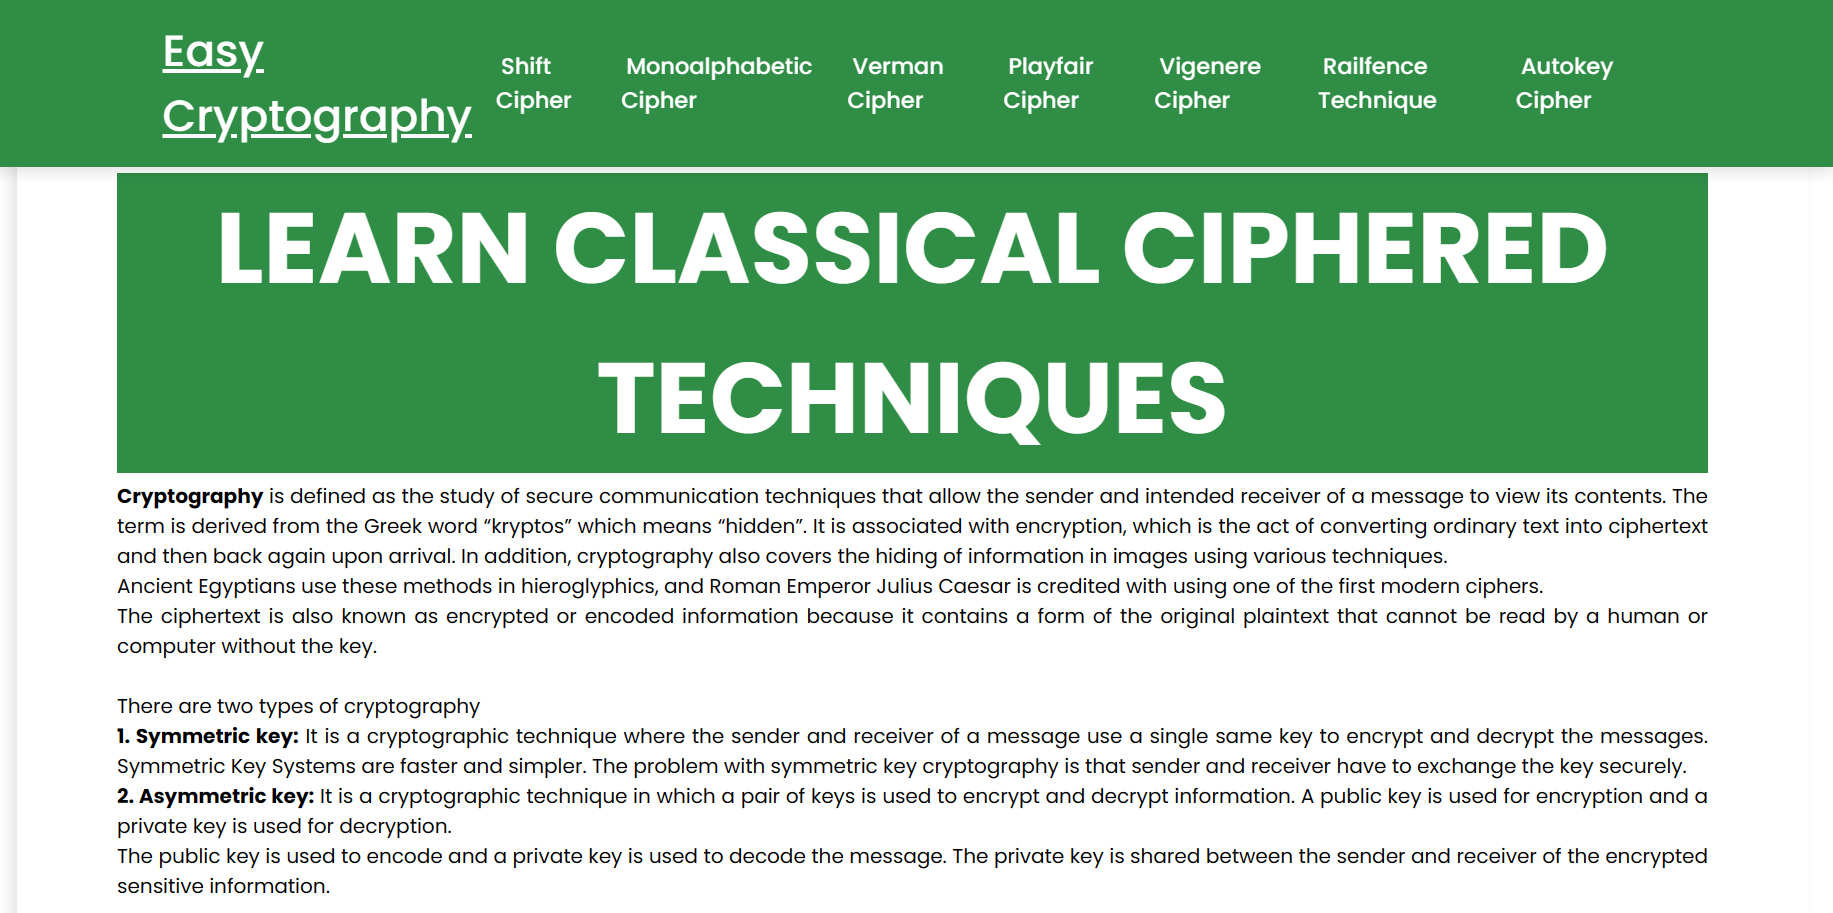 Easy
Cryptography
Shift
Cipher
Monoalphabetic
Cipher
Verman
Cipher
Playfair
Cipher
Vigenere
Cipher
Railfence
Technique
Autokey
Cipher
LEARN CLASSICAL CIPHERED
TECHNIQUES
Cryptography is defined as the study of secure communication techniques that allow the sender and intended receiver of a message to view its contents. The
term is derived from the Greek word “kryptos” which means “hidden”. It is associated with encryption, which is the act of converting ordinary text into ciphertext
and then back again upon arrival. In addition, cryptography also covers the hiding of information in images using various techniques.
Ancient Egyptians use these methods in hieroglyphics, and Roman Emperor Julius Caesar is credited with using one of the first modern ciphers.
The ciphertext is also known as encrypted or encoded information because it contains a form of the original plaintext that cannot be read by a human or
computer without the key.
There are two types of cryptography
1. Symmetric key: It is a cryptographic technique where the sender and receiver of a message use a single same key to encrypt and decrypt the messages.
Symmetric Key Systems are faster and simpler. The problem with symmetric key cryptography is that sender and receiver have to exchange the key securely.
2. Asymmetric key: It is a cryptographic technique in which a pair of keys is used to encrypt and decrypt information. A public key is used for encryption and a
private key is used for decryption.
The public key is used to encode and a private key is used to decode the message. The private key is shared between the sender and receiver of the encrypted
sensitive information.